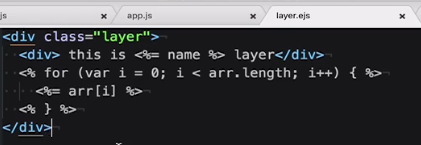 js × app.js × layer.ejs ×
<div class="layer">
<div> this is <%= name %> layer</div>
<% for (var i = 0; i < arr.length; i++) { %>
<%= arr[i] %>
<% } %>
</div>